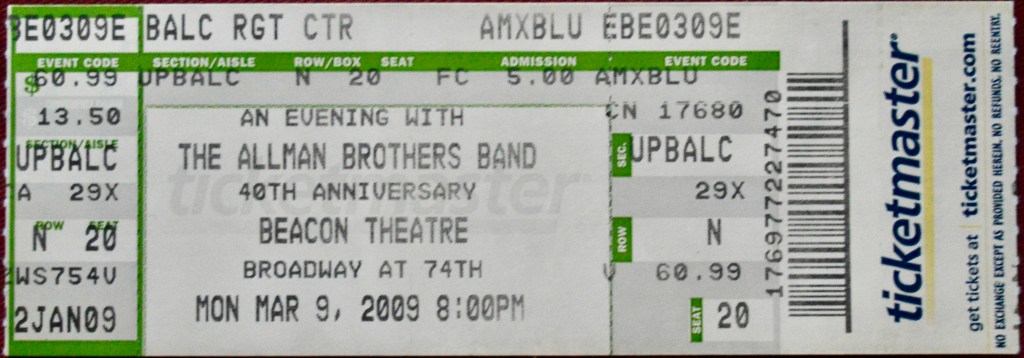 BE0309E BALC RGT CTR AMXBLU EBE0309E
EVENT CODE SECTION/AISLE ROW/BOX SEAT ADMISSION EVENT CODE
$60.99 UPBALC N 20 FC 5.00 AMXBLU
13.50
SECTION/AISLE
UPBALC
A 29X
ROW SEAT
N 20
WS754V
2JAN09
AN EVENING WITH
THE ALLMAN BROTHERS BAND
40TH ANNIVERSARY
BEACON THEATRE
BROADWAY AT 74TH
MON MAR 9, 2009 8:00PM
ticketmaster
CN 17680
SEC. UPBALC
29X
ROW N
V 60.99
SEAT 20
17697722727470
ticketmaster
get tickets at ticketmaster.com
NO EXCHANGE EXCEPT AS PROVIDED HEREIN. NO REFUNDS. NO REENTRY.